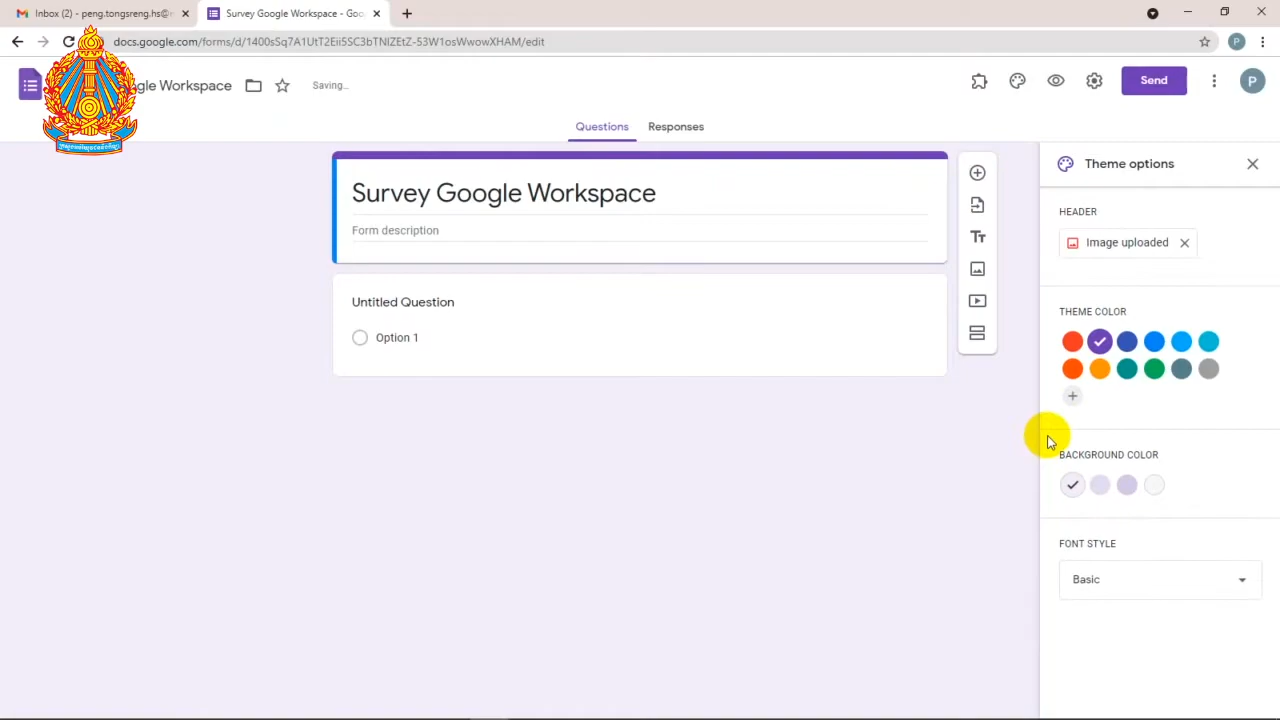 Inbox (2) - peng.tongsreng.hs@r
Survey Google Workspace - Goo
docs.google.com/forms/d/1400sSq7A1UtT2Eii5SC3bTNIZEtZ-53W1osWwowXHAM/edit
P
gle Workspace
Saving...
Send
P
Questions
Responses
Survey Google Workspace
Form description
Untitled Question
Option 1
Theme options
HEADER
Image uploaded
THEME COLOR
BACKGROUND COLOR
FONT STYLE
Basic